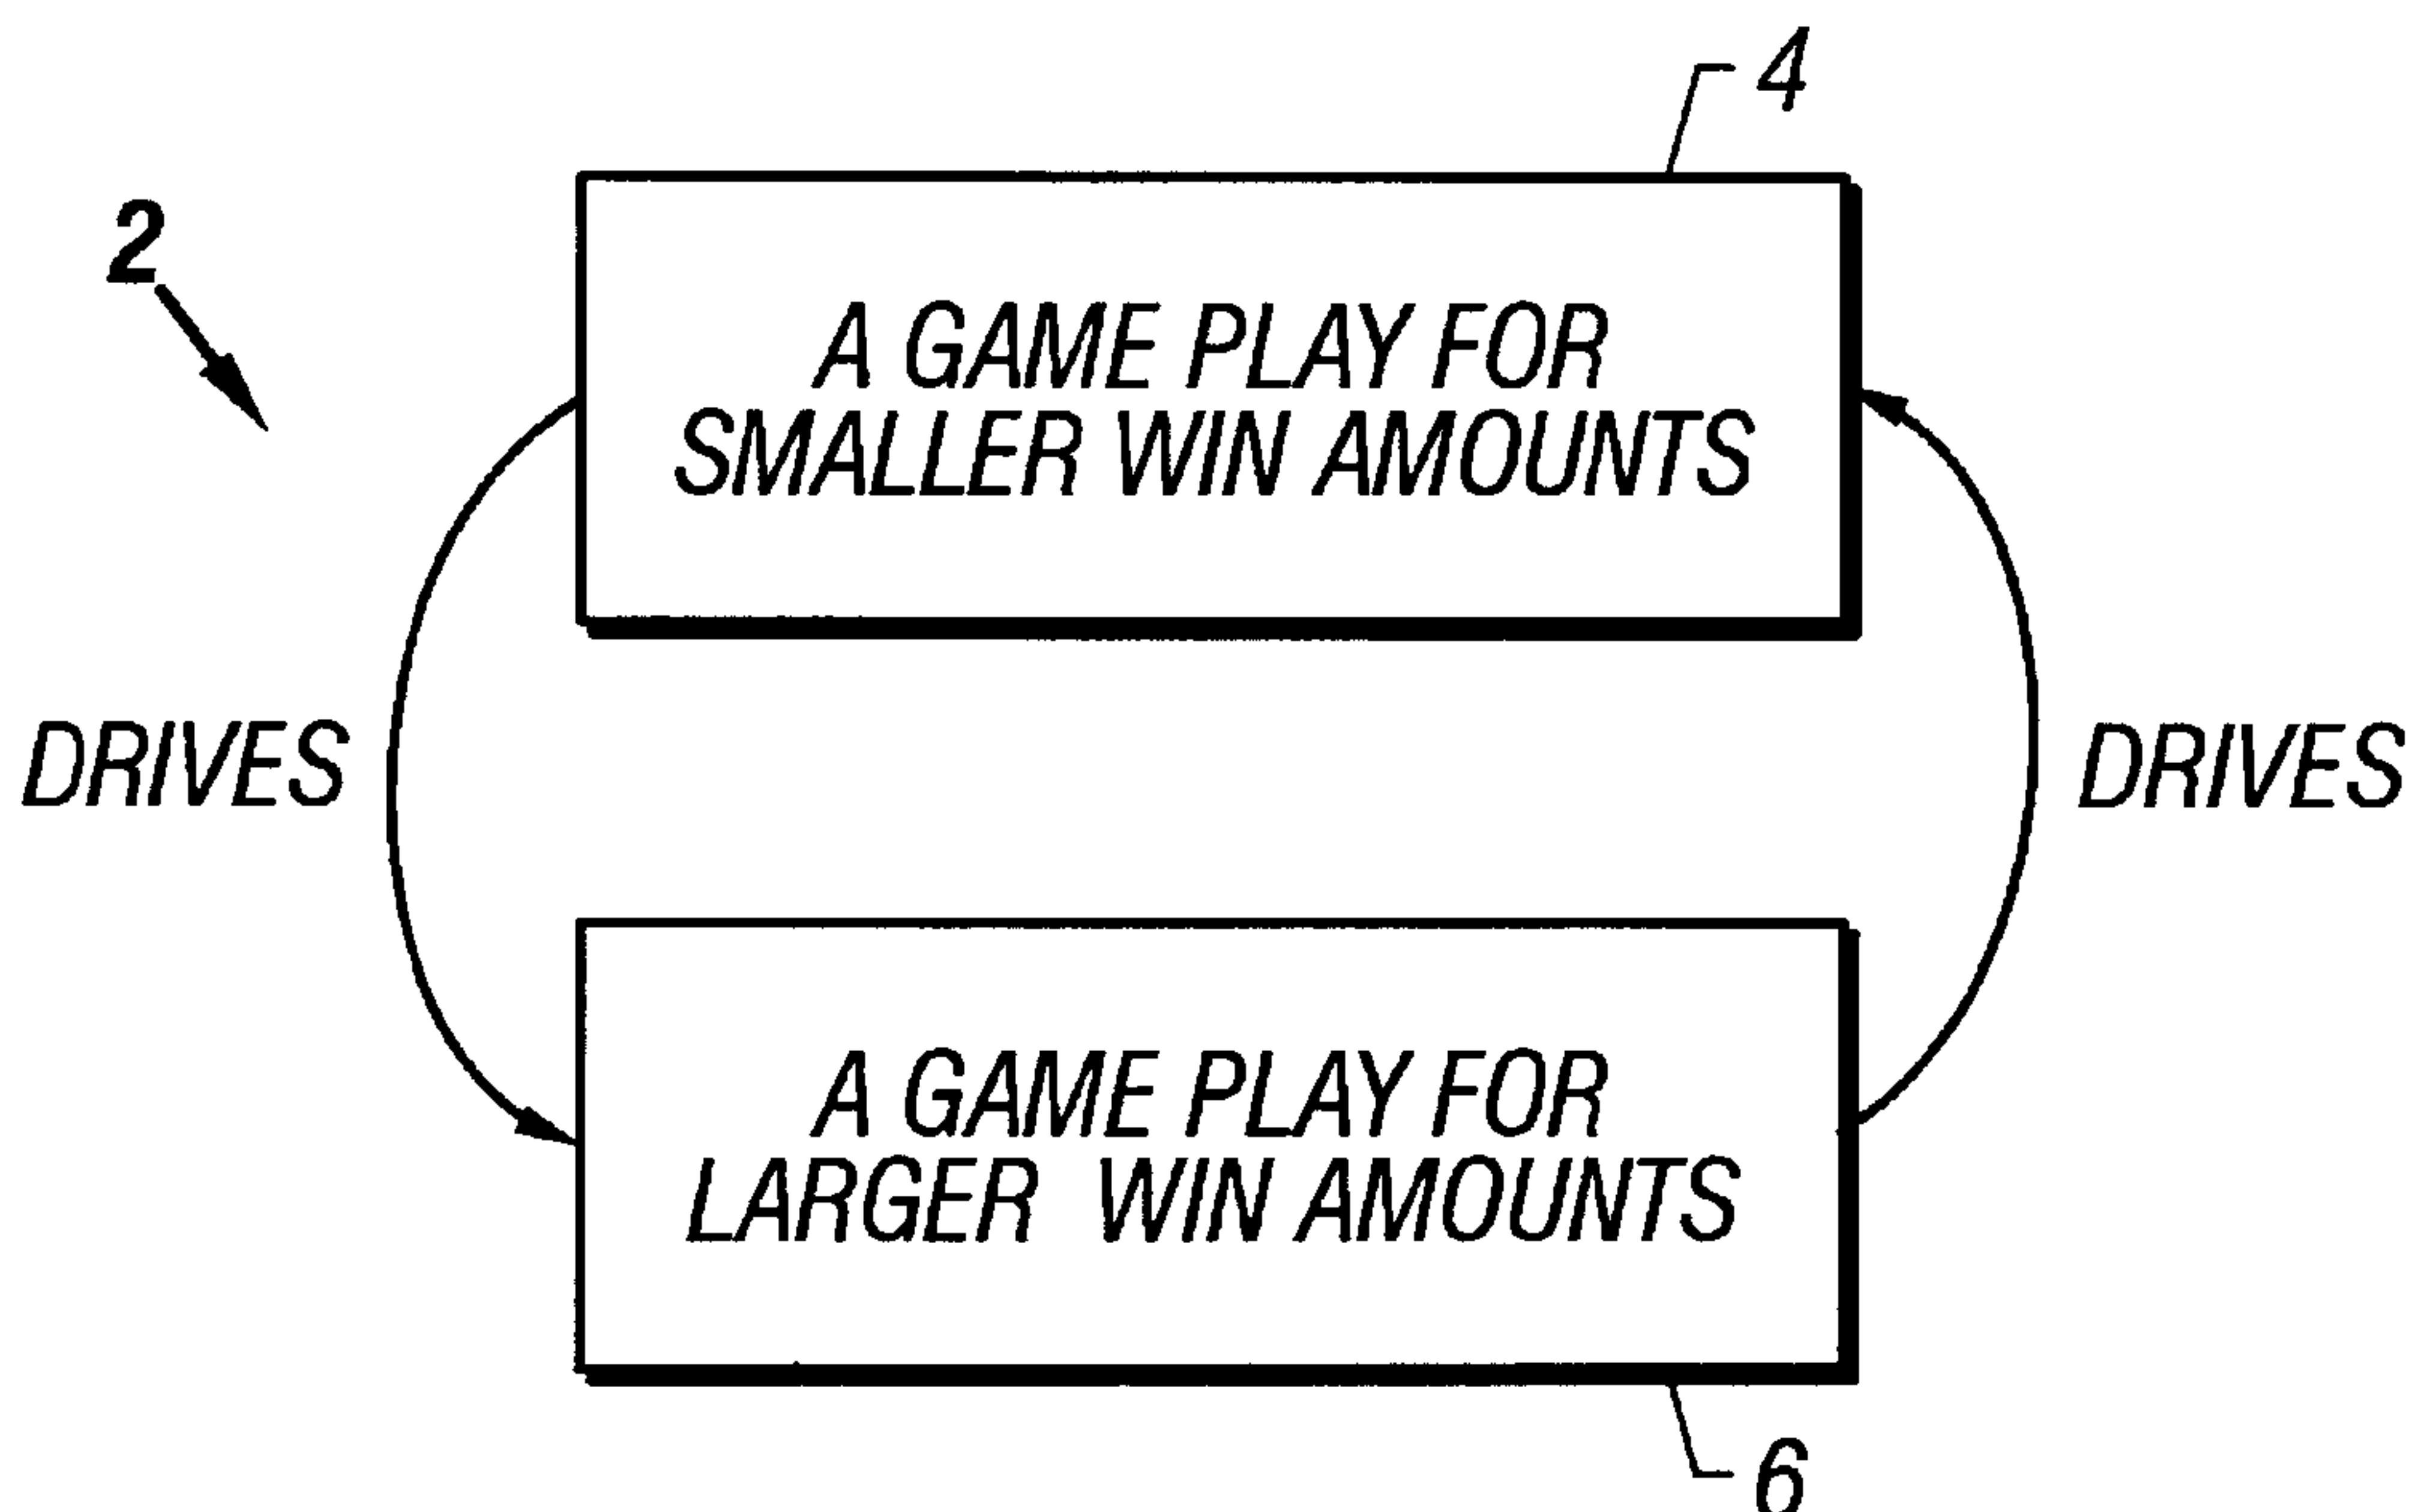 4
2
A GAME PLAY FOR
SMALLER WIN AMOUNTS
DRIVES
DRIVES
A GAME PLAY FOR
LARGER WIN AMOUNTS
6